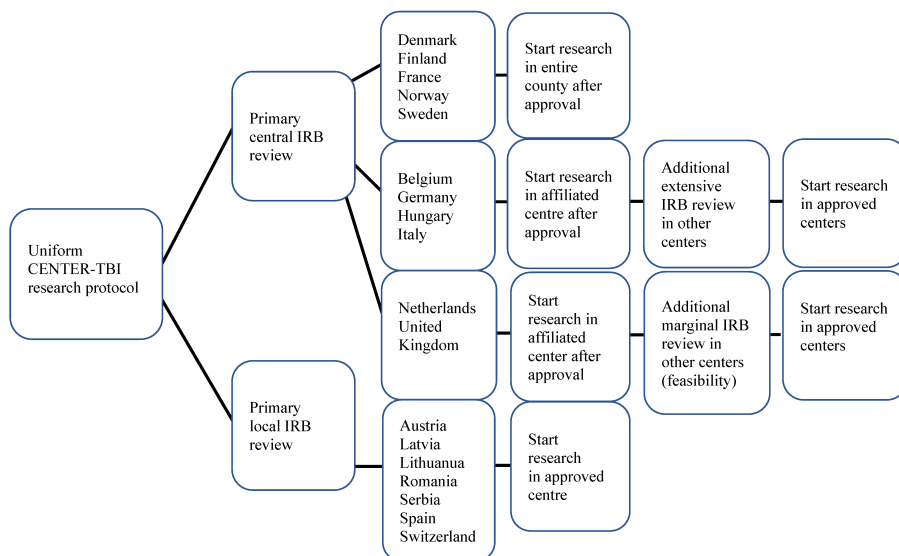 Uniform
CENTER-TBI
research protocol
Primary
central IRB
review
Denmark
Finland
France
Norway
Sweden
Start research
in entire
county after
approval
Belgium
Germany
Hungary
Italy
Start research
in affiliated
centre after
approval
Additional
extensive
IRB review
in other
centers
Start research
in approved
centers
Netherlands
United
Kingdom
Start
research in
affiliated
center after
approval
Additional
marginal IRB
review in
other centers
(feasibility)
Start research
in approved
centers
Primary
local IRB
review
Austria
Latvia
Lithuanua
Romania
Serbia
Spain
Switzerland
Start
research
in approved
centre